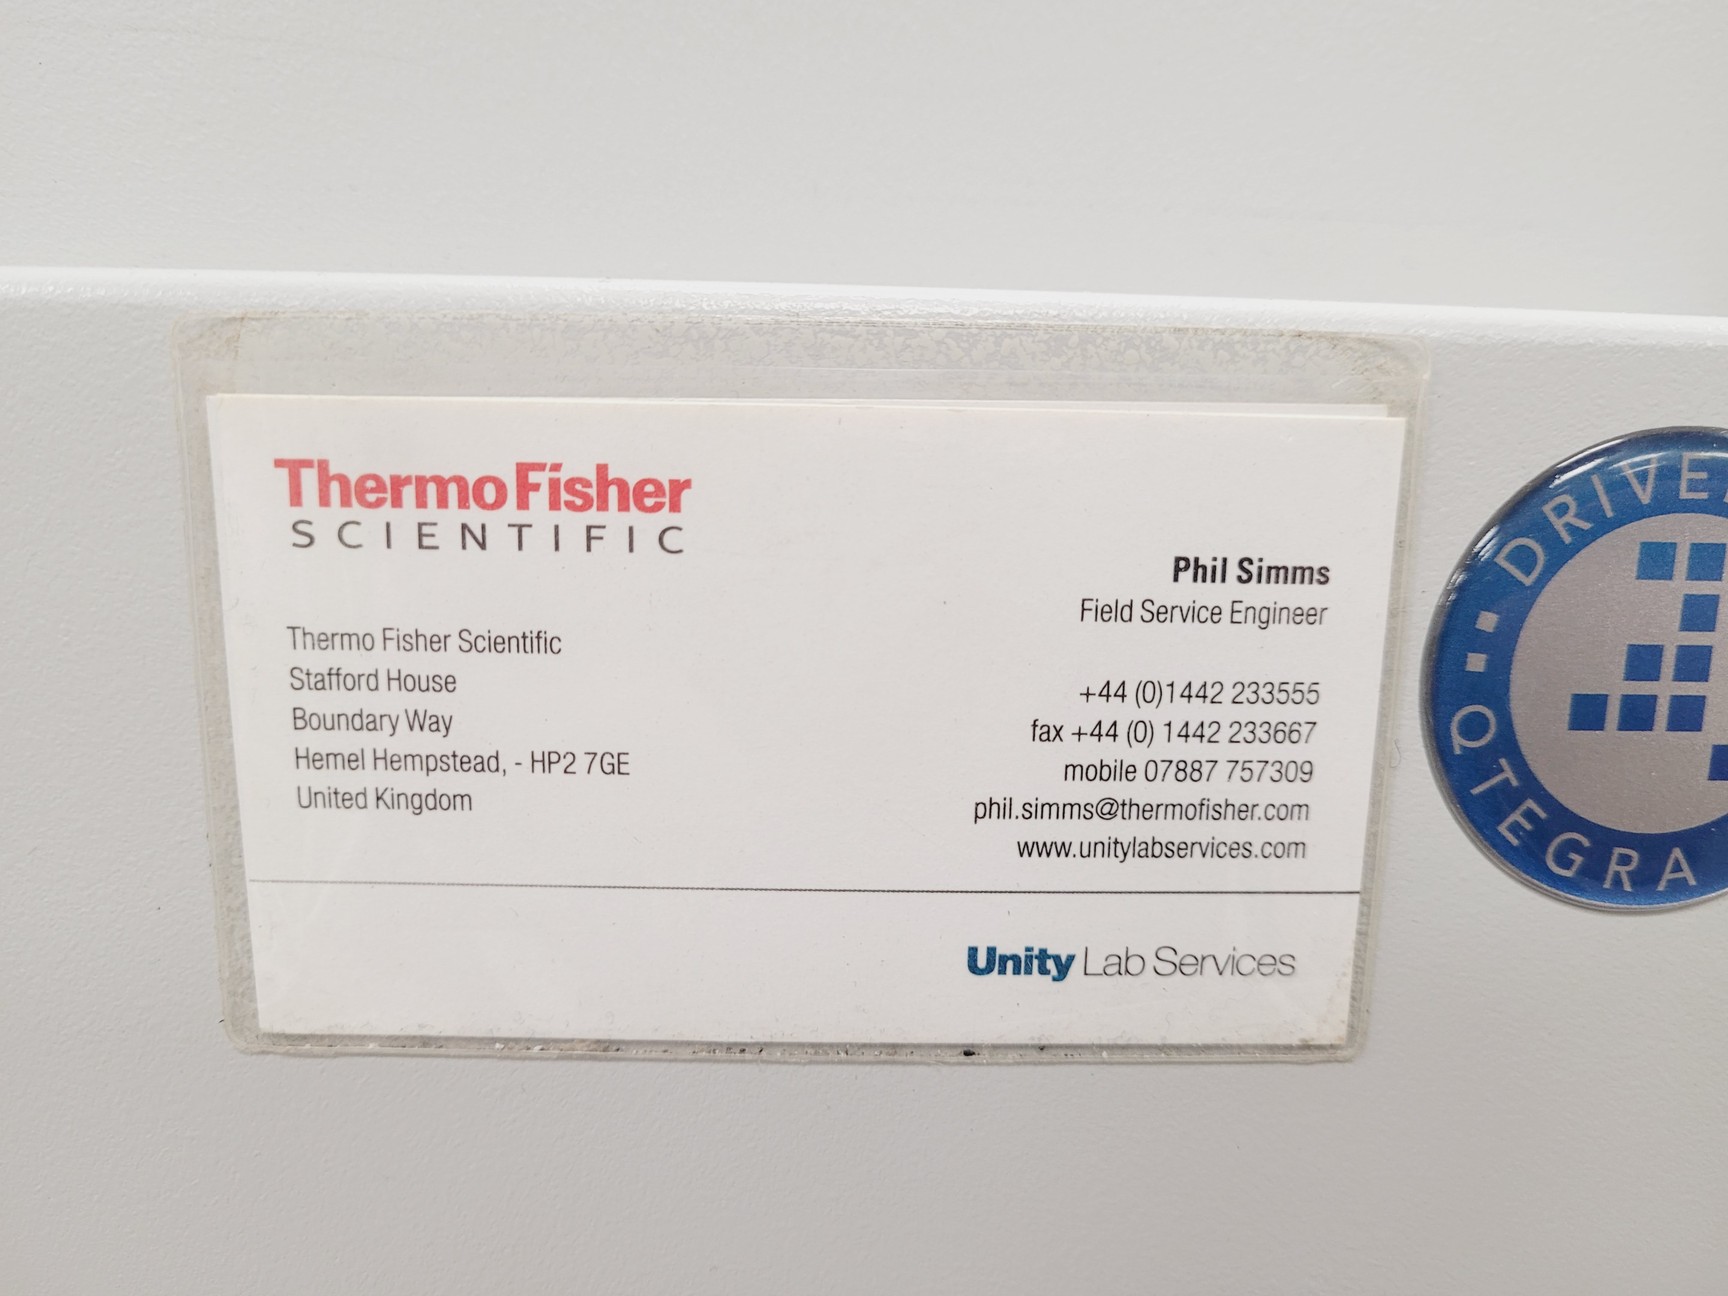 ThermoFisher
SCIENTIFIC
Thermo Fisher Scientific
Stafford House
Boundary Way
Hemel Hempstead, - HP2 7GE
United Kingdom
Phil Simms
Field Service Engineer
+44 (0)1442 233555
fax +44 (0) 1442 233667
mobile 07887 757309
phil.simms@thermofisher.com
www.unitylabservices.com
Unity Lab Services
DRIVE
QTEGRA